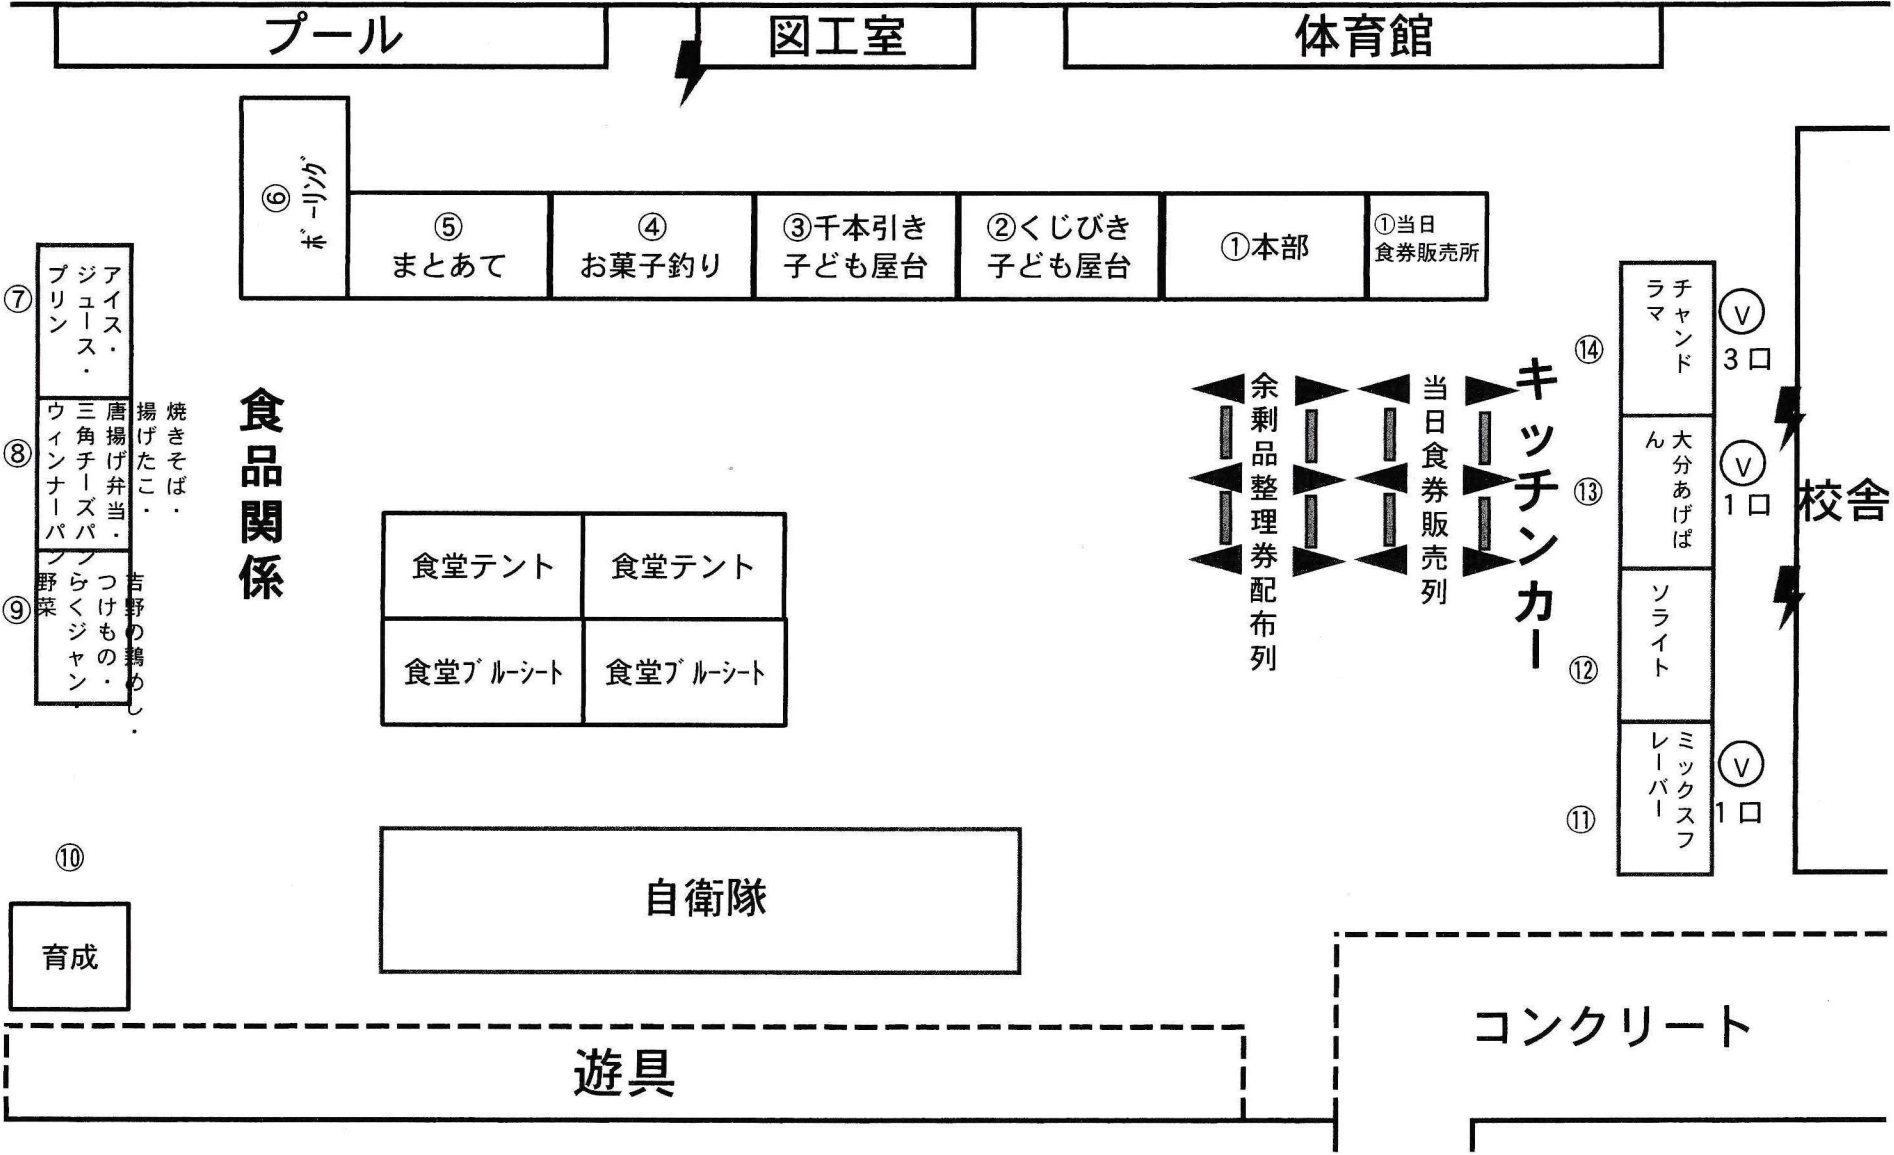 プール
図工室
体育館
⑥
ボーリング
⑤
まとあて
④
お菓子釣り
③千本引き
子ども屋台
②くじびき
子ども屋台
①本部
①当日
食券販売所
⑦
アイス・
ジュース・
プリン
⑧
焼きそば・
揚げたこ・
唐揚げ弁当・
三角チーズパン
ウィンナーパン
⑨
吉野の鶏めし・
つけもの・
らくジャン・
野菜
食品関係
食堂テント
食堂テント
食堂ブルーシート
食堂ブルーシート
余剰品整理券配布列
当日食券販売列
キッチンカー
⑭
チャンド
ラマ
V
3口
⑬
大分あげぱ
ん
V
1口
⑫
ソライト
⑪
ミックスフ
レーバー
V
1口
校舎
⑩
育成
自衛隊
遊具
コンクリート